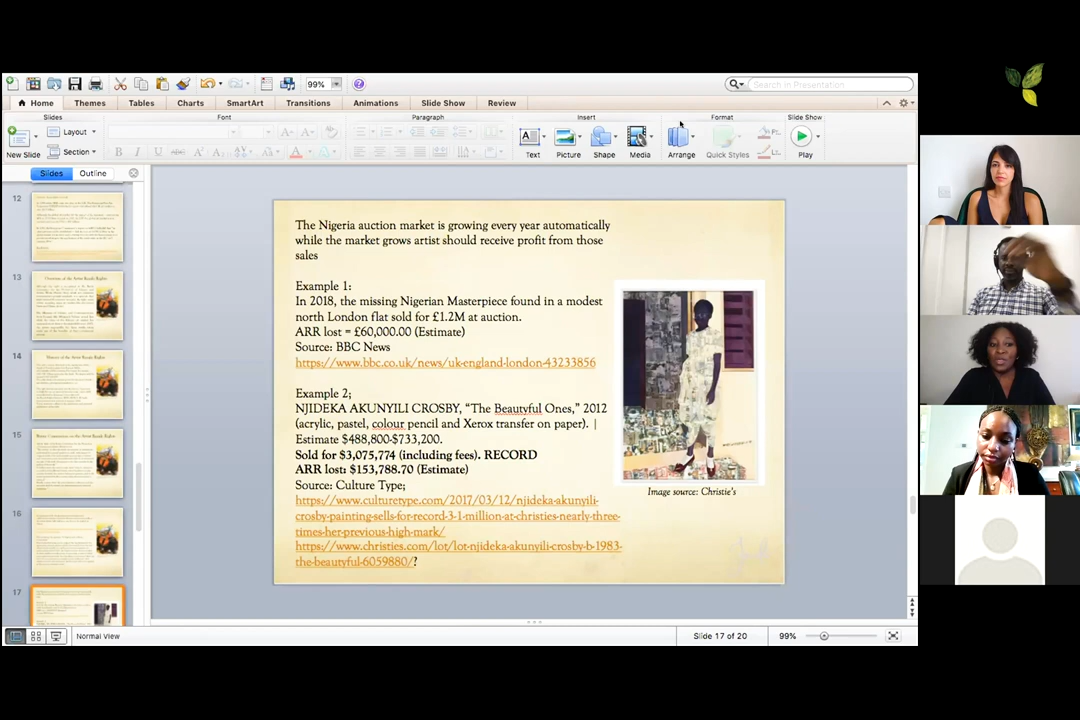 99%
Search in Presentation
Home Themes Tables Charts SmartArt Transitions Animations Slide Show Review
Slides Font Paragraph Insert Format Slide Show
New Slide Layout Section Text Picture Shape Media Arrange Quick Styles Play
Slides Outline
12
13
14
15
16
17
The Nigeria auction market is growing every year automatically
while the market grows artist should receive profit from those
sales
Example 1:
In 2018, the missing Nigerian Masterpiece found in a modest
north London flat sold for £1.2M at auction.
ARR lost = £60,000.00 (Estimate)
Source: BBC News
https://www.bbc.co.uk/news/uk-england-london-43233856
Example 2;
NJIDEKA AKUNYILI CROSBY, “The Beautyful Ones,” 2012
(acrylic, pastel, colour pencil and Xerox transfer on paper). |
Estimate $488,800-$733,200.
Sold for $3,075,774 (including fees). RECORD
ARR lost: $153,788.70 (Estimate)
Source: Culture Type;
https://www.culturetype.com/2017/03/12/njideka-akunyili-
crosby-painting-sells-for-record-3-1-million-at-christies-nearly-three-
times-her-previous-high-mark/
https://www.christies.com/lot/lot-njideka-akunyili-crosby-b-1983-
the-beautyful-6059880/?
Image source: Christie's
Normal View
Slide 17 of 20
99%